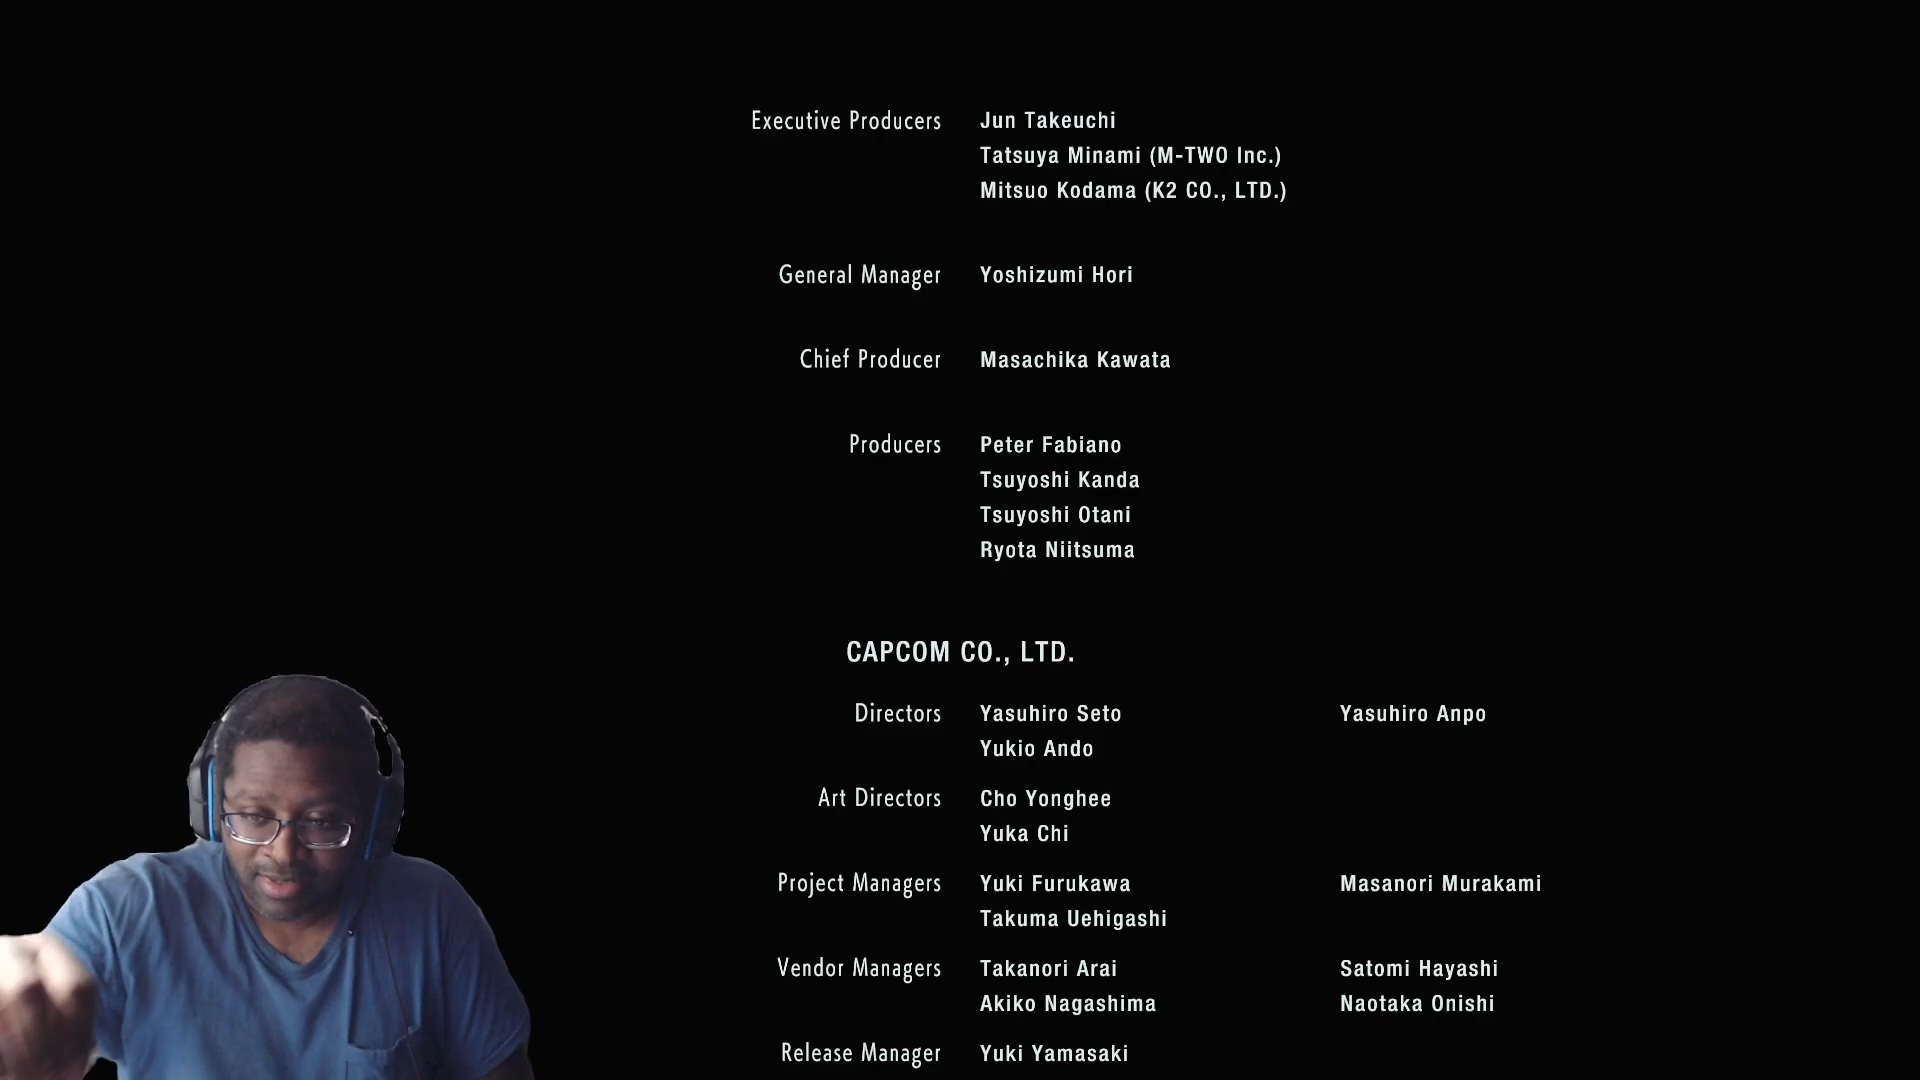 Executive Producers Jun Takeuchi
Tatsuya Minami (M-TWO Inc.)
Mitsuo Kodama (K2 CO., LTD.)
General Manager Yoshizumi Hori
Chief Producer Masachika Kawata
Producers Peter Fabiano
Tsuyoshi Kanda
Tsuyoshi Otani
Ryota Niitsuma
CAPCOM CO., LTD.
Directors Yasuhiro Seto Yasuhiro Anpo
Yukio Ando
Art Directors Cho Yonghee
Yuka Chi
Project Managers Yuki Furukawa Masanori Murakami
Takuma Uehigashi
Vendor Managers Takanori Arai Satomi Hayashi
Akiko Nagashima Naotaka Onishi
Release Manager Yuki Yamasaki